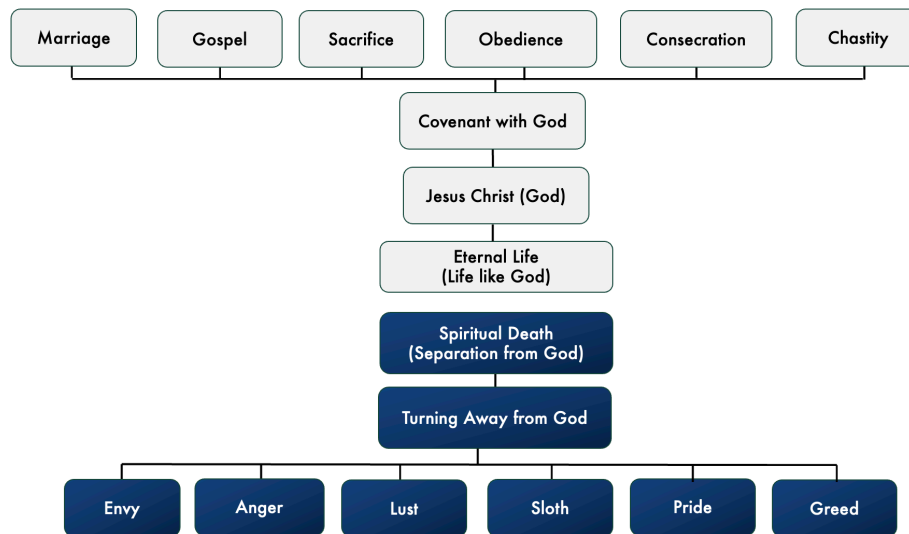 Marriage
Gospel
Sacrifice
Obedience
Consecration
Chastity
Covenant with God
Jesus Christ (God)
Eternal Life
(Life like God)
Spiritual Death
(Separation from God)
Turning Away from God
Envy
Anger
Lust
Sloth
Pride
Greed